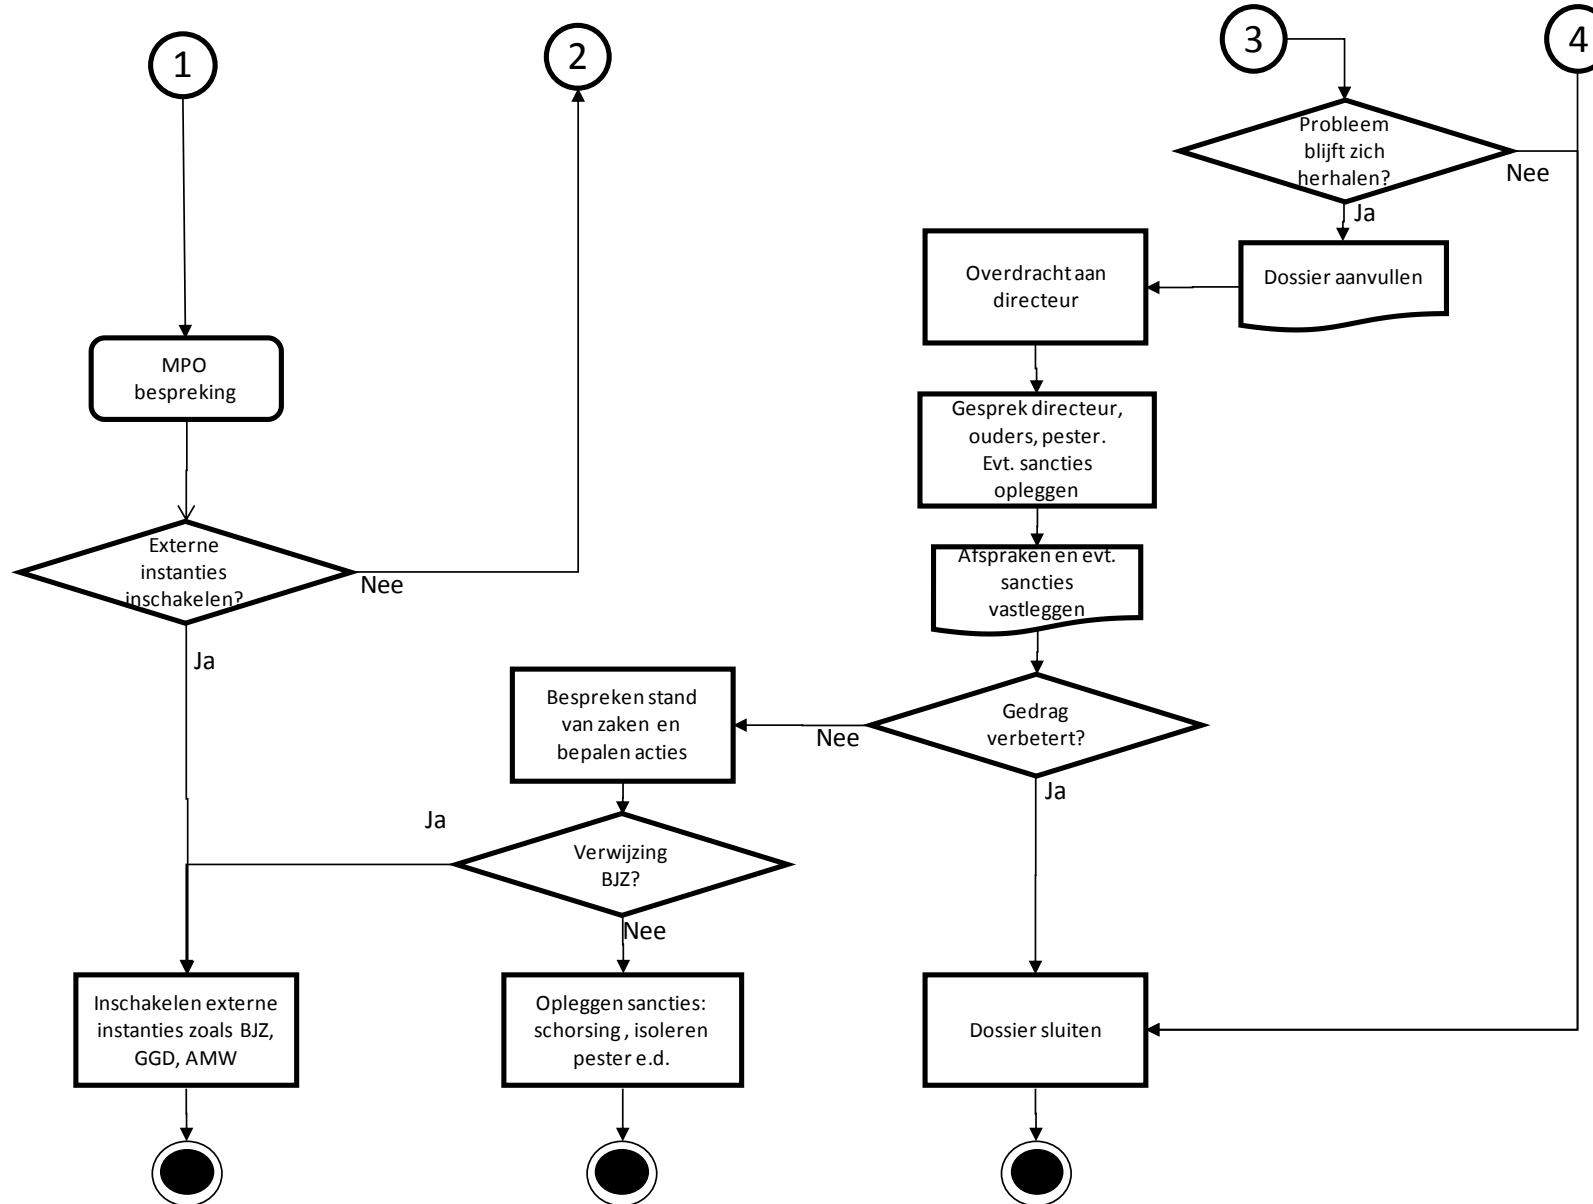 1
2
3
4
Probleem
blijft zich
herhalen?
Nee
Ja
Overdracht aan
directeur
Dossier aanvullen
MPO
bespreking
Gesprek directeur,
ouders, pester.
Evt. sancties
opleggen
Externe
instanties
inschakelen?
Nee
Ja
Afspraken en evt.
sancties
vastleggen
Bespreken stand
van zaken en
bepalen acties
Nee
Gedrag
verbetert?
Ja
Ja
Verwijzing
BJZ?
Nee
Inschakelen externe
instanties zoals BJZ,
GGD, AMW
Opleggen sancties:
schorsing , isoleren
pester e.d.
Dossier sluiten